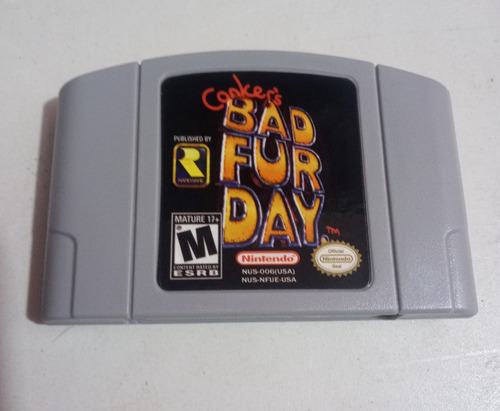 Conker's
BAD
FUR
DAY
TM
PUBLISHED BY
R
RAREWARE
MATURE 17+
M
CONTENT RATED BY
ESRB
Nintendo
NUS-006(USA)
NUS-NFUE-USA
Official
Nintendo
Seal